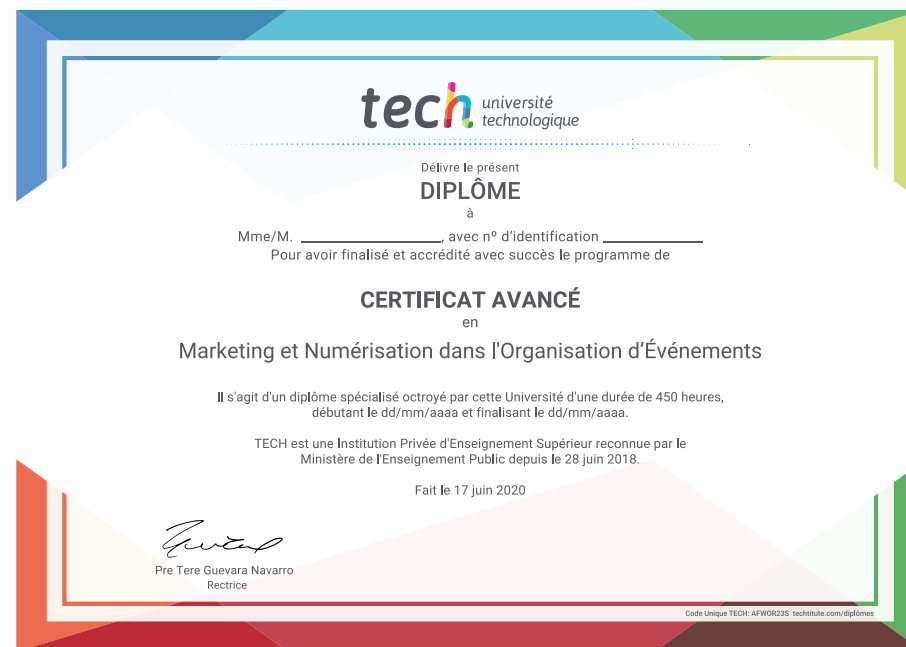 tech université
technologique
Délivre le présent
DIPLÔME
à
Mme/M. ____________________, avec nº d'identification ______________
Pour avoir finalisé et accrédité avec succès le programme de
CERTIFICAT AVANCÉ
en
Marketing et Numérisation dans l'Organisation d'Événements
Il s'agit d'un diplôme spécialisé octroyé par cette Université d'une durée de 450 heures,
débutant le dd/mm/aaaa et finalisant le dd/mm/aaaa.
TECH est une Institution Privée d'Enseignement Supérieur reconnue par le
Ministère de l'Enseignement Public depuis le 28 juin 2018.
Fait le 17 juin 2020
Pre Tere Guevara Navarro
Rectrice
Code Unique TECH: AFWOR23S techtitute.com/diplômes